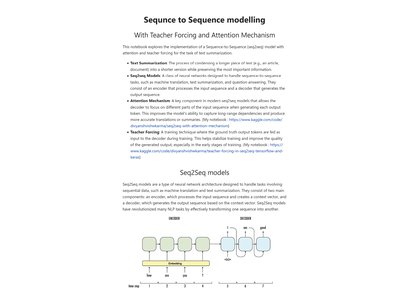 Sequnce to Sequence modelling
With Teacher Forcing and Attention Mechanism
This notebook explores the implementation of a Sequence-to-Sequence (seq2seq) model with
attention and teacher forcing for the task of text summarization.
Text Summarization: The process of condensing a longer piece of text (e.g., an article,
document) into a shorter version while preserving the most important information.
Seq2seq Models: A class of neural networks designed to handle sequence-to-sequence
tasks, such as machine translation, text summarization, and question answering. They
consist of an encoder that processes the input sequence and a decoder that generates the
output sequence
Attention Mechanism: A key component in modern seq2seq models that allows the
decoder to focus on different parts of the input sequence when generating each output
token. This improves the model's ability to capture long-range dependencies and produce
more accurate translations or summaries. (My notebook : https://www.kaggle.com/code/
divyanshvishwkarma/seq2seq-with-attention-mechanism)
Teacher Forcing: A training technique where the ground truth output tokens are fed as
input to the decoder during training. This helps stabilize training and improve the quality
of the generated output, especially in the early stages of training. (My notebook : https://
www.kaggle.com/code/divyanshvishwkarma/teacher-forcing-in-seq2seq-tensorflow-and-
keras)
Seq2Seq models
Seq2Seq models are a type of neural network architecture designed to handle tasks involving
sequential data, such as machine translation and text summarization. They consist of two main
components: an encoder, which processes the input sequence and creates a context vector, and
a decoder, which generates the output sequence based on the context vector. Seq2Seq models
have revolutionized many NLP tasks by effectively transforming one sequence into another.
ENCODER DECODER
I am good
Embedding
<so>
how are you ?
time step 1 2 3 4 5 6 7